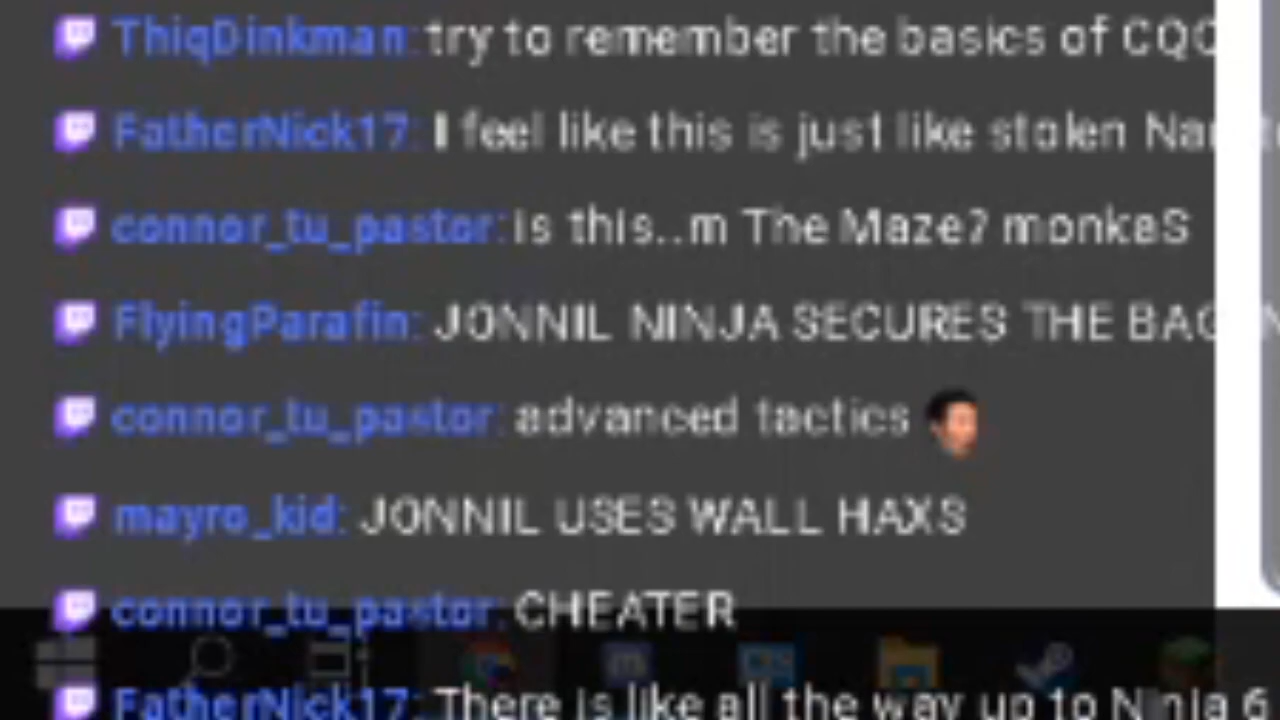 ThiqDinkman: try to remember the basics of CQC
FatherNick17: I feel like this is just like stolen
connor_tu_pastor: is this..m The Maze? monkaS
FlyingParafin: JONNIL NINJA SECURES THE BAG
connor_tu_pastor: advanced tactics
mayro_kid: JONNIL USES WALL HAXS
connor_tu_pastor: CHEATER
FatherNick17: There is like all the way up to Ninja 6